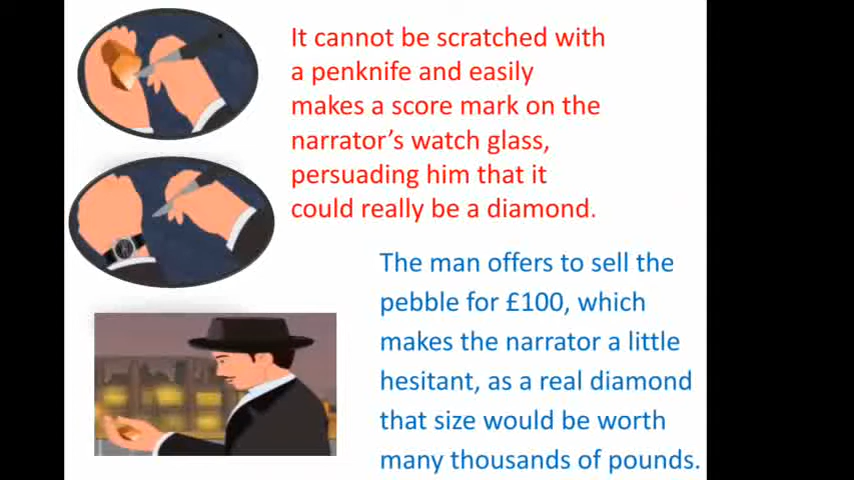 It cannot be scratched with
a penknife and easily
makes a score mark on the
narrator’s watch glass,
persuading him that it
could really be a diamond.
The man offers to sell the
pebble for £100, which
makes the narrator a little
hesitant, as a real diamond
that size would be worth
many thousands of pounds.